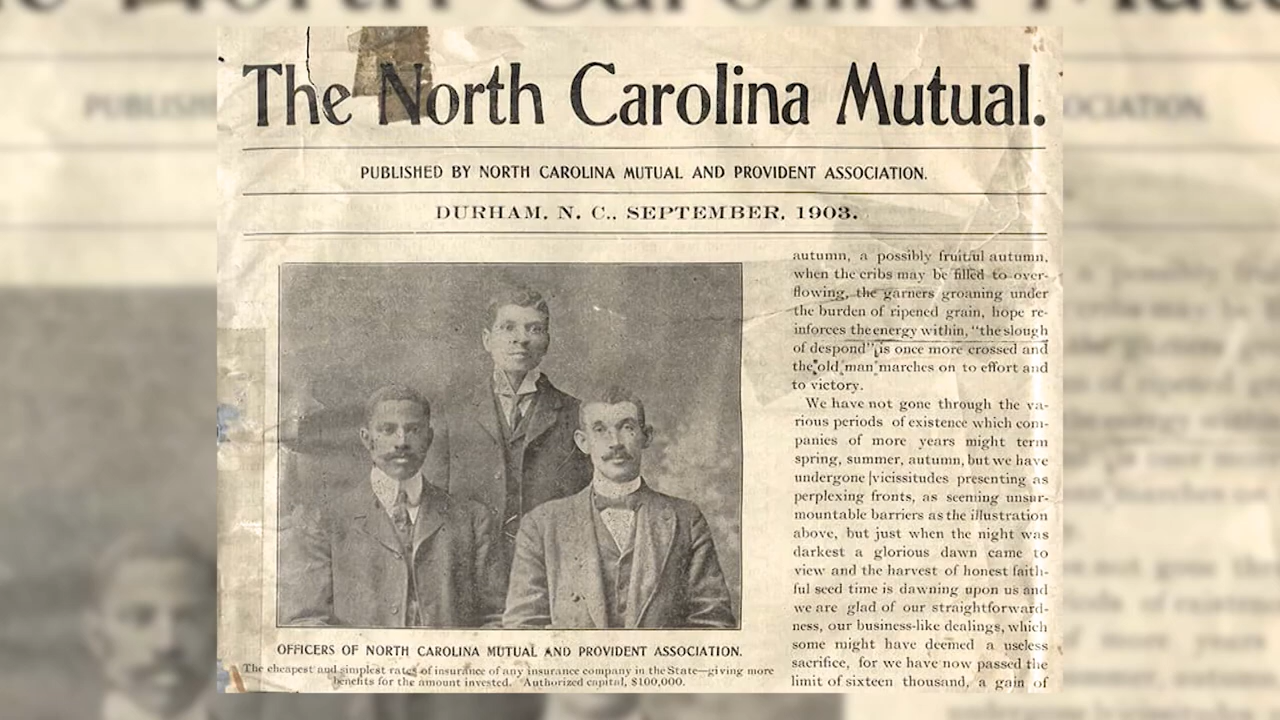 The North Carolina Mutual.
PUBLISHED BY NORTH CAROLINA MUTUAL AND PROVIDENT ASSOCIATION.
DURHAM, N. C., SEPTEMBER, 1903.
OFFICERS OF NORTH CAROLINA MUTUAL AND PROVIDENT ASSOCIATION.
The cheapest and simplest rates of insurance of any insurance company in the State—giving more
benefits for the amount invested. Authorized capital, $100,000.
autumn, a possibly fruitful autumn,
when the cribs may be filled to over-
flowing, the garners groaning under
the burden of ripened grain, hope re-
inforces the energy within, "the slough
of despond" is once more crossed and
the "old man" marches on to effort and
to victory.
We have not gone through the va-
rious periods of existence which com-
panies of more years might term
spring, summer, autumn, but we have
undergone vicissitudes presenting as
perplexing fronts, as seeming unsur-
mountable barriers as the illustration
above, but just when the night was
darkest a glorious dawn came to
view and the harvest of honest faith-
ful seed time is dawning upon us and
we are glad of our straightforward-
ness, our business-like dealings, which
some might have deemed a useless
sacrifice, for we have now passed the
limit of sixteen thousand, a gain of